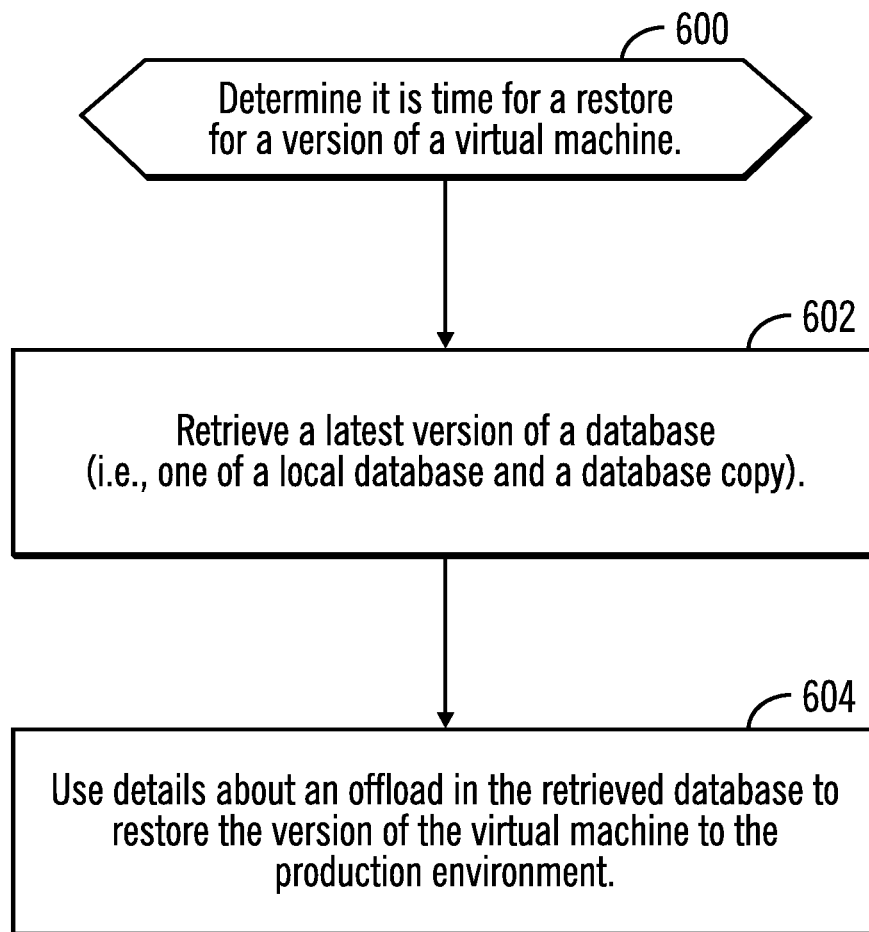 600
Determine it is time for a restore
for a version of a virtual machine.
602
Retrieve a latest version of a database
(i.e., one of a local database and a database copy).
604
Use details about an offload in the retrieved database to
restore the version of the virtual machine to the
production environment.